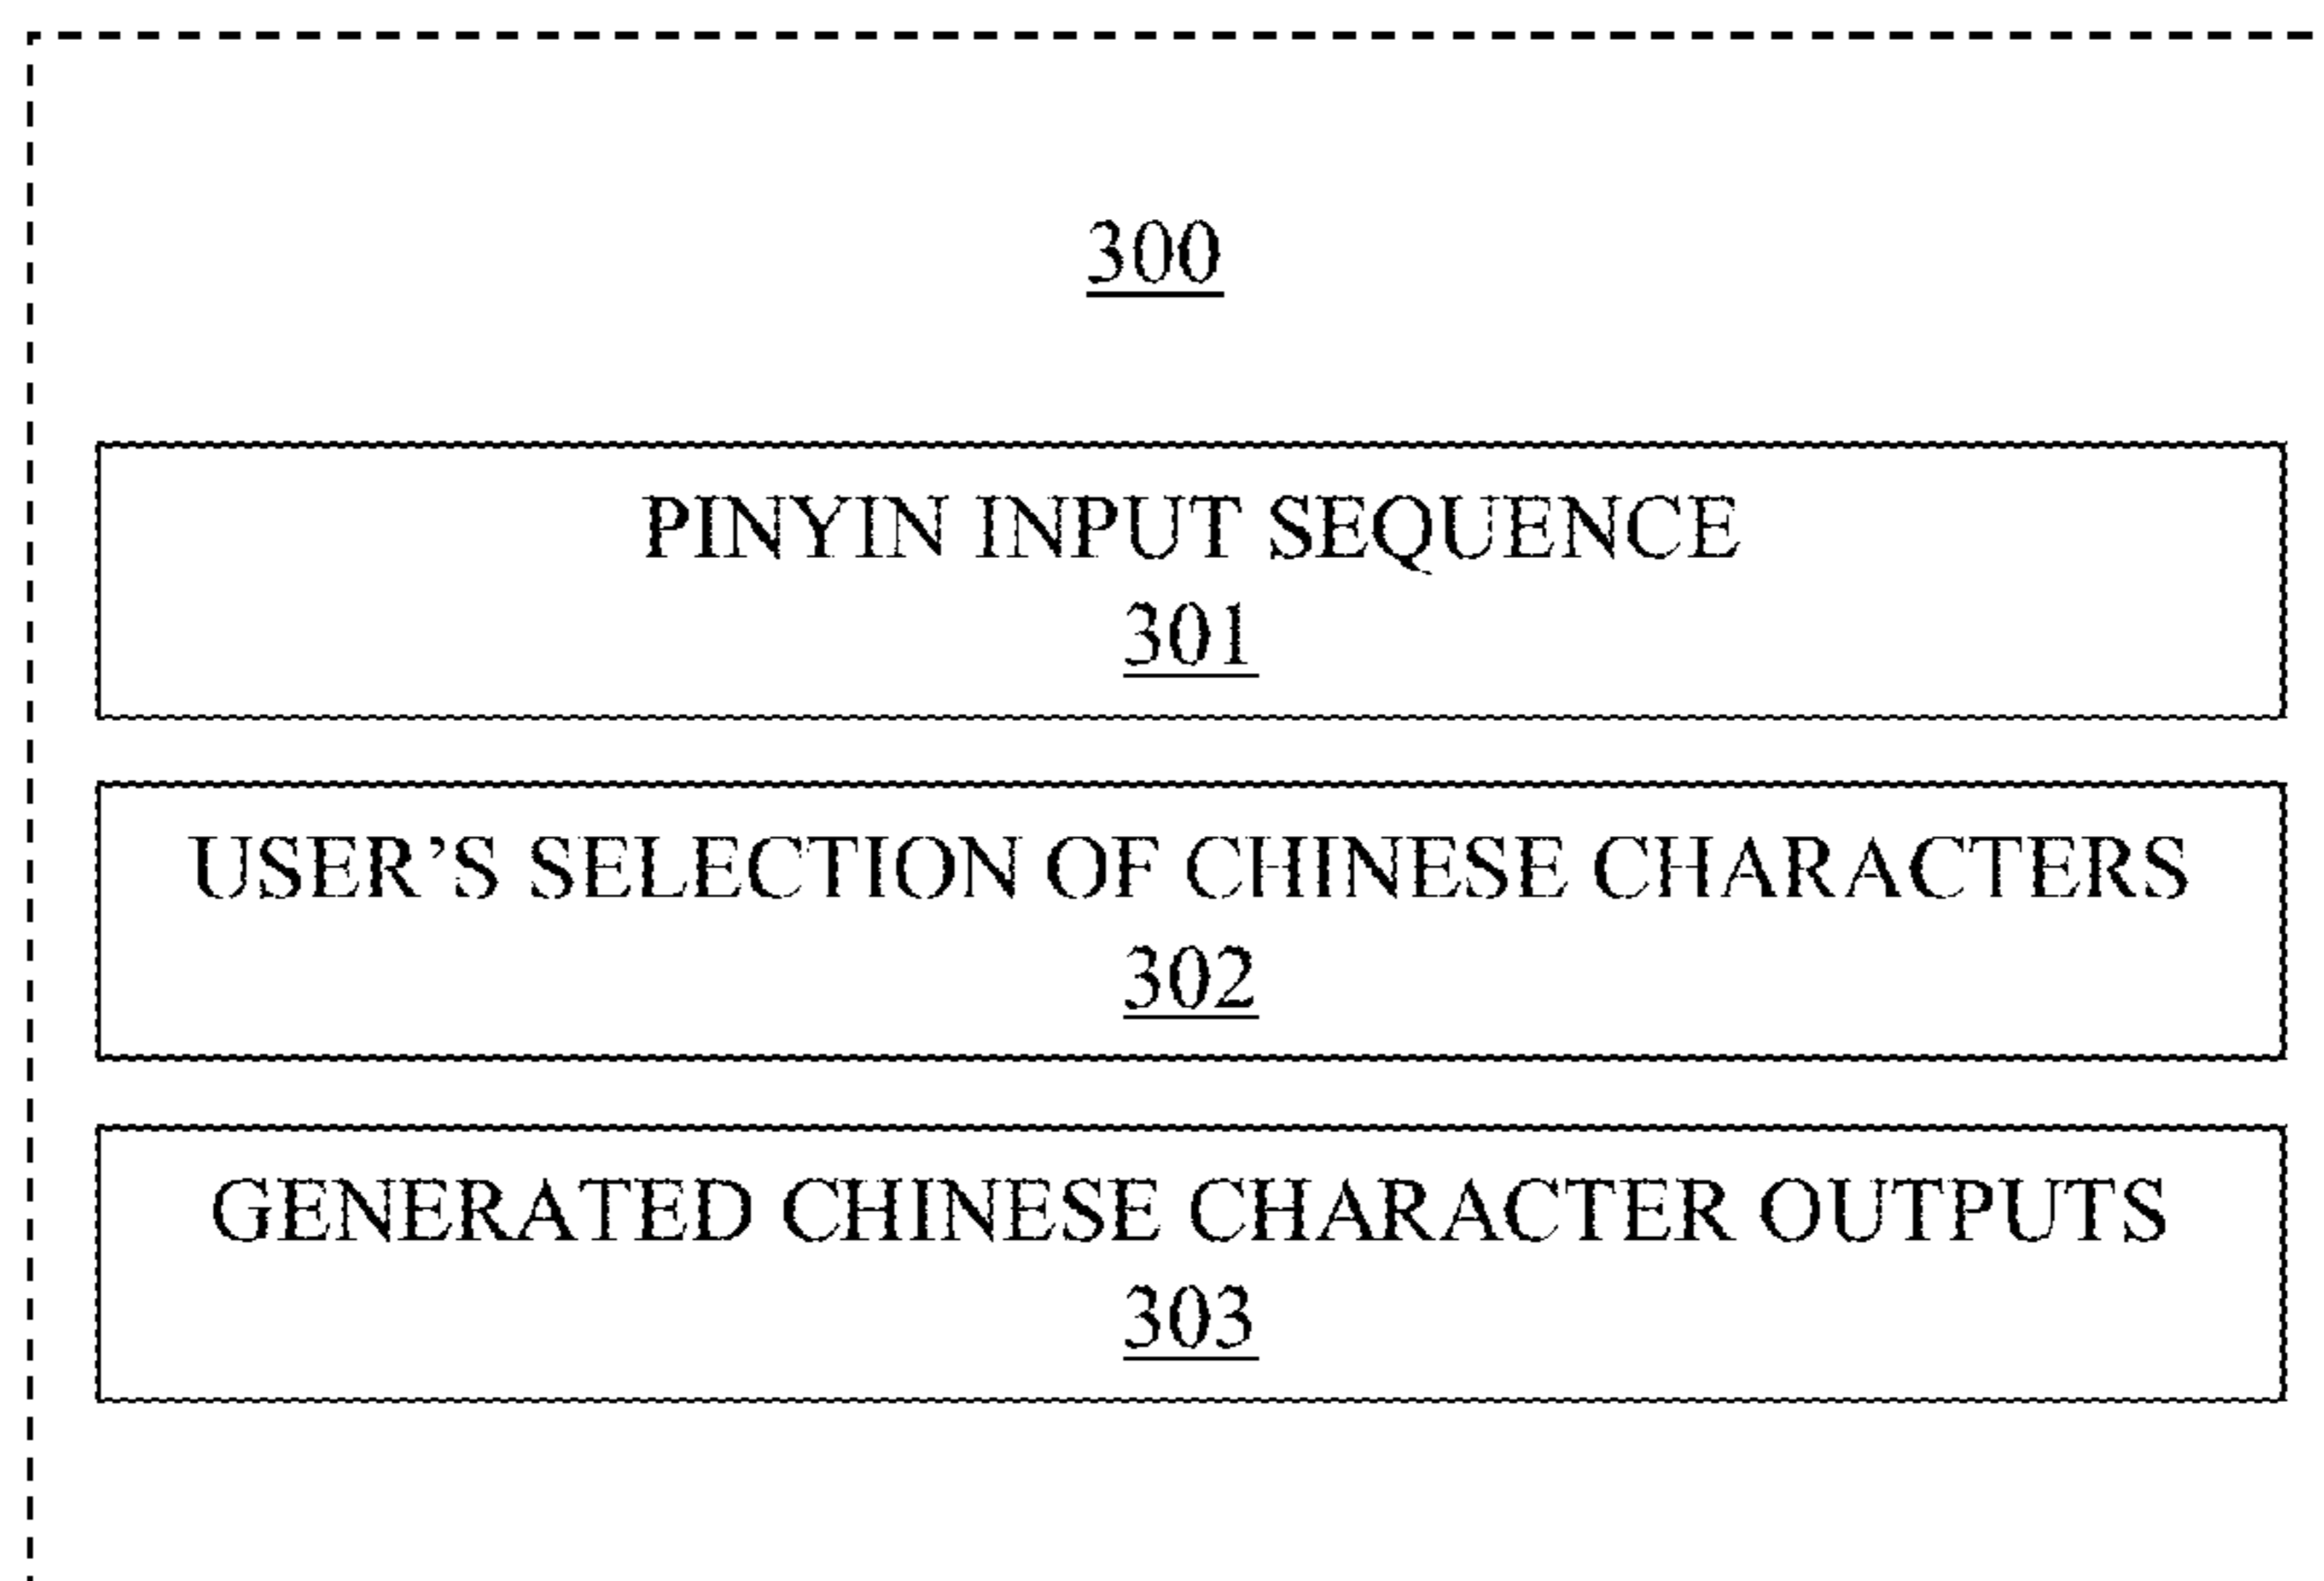 300
PINYIN INPUT SEQUENCE
301
USER’S SELECTION OF CHINESE CHARACTERS
302
GENERATED CHINESE CHARACTER OUTPUTS
303